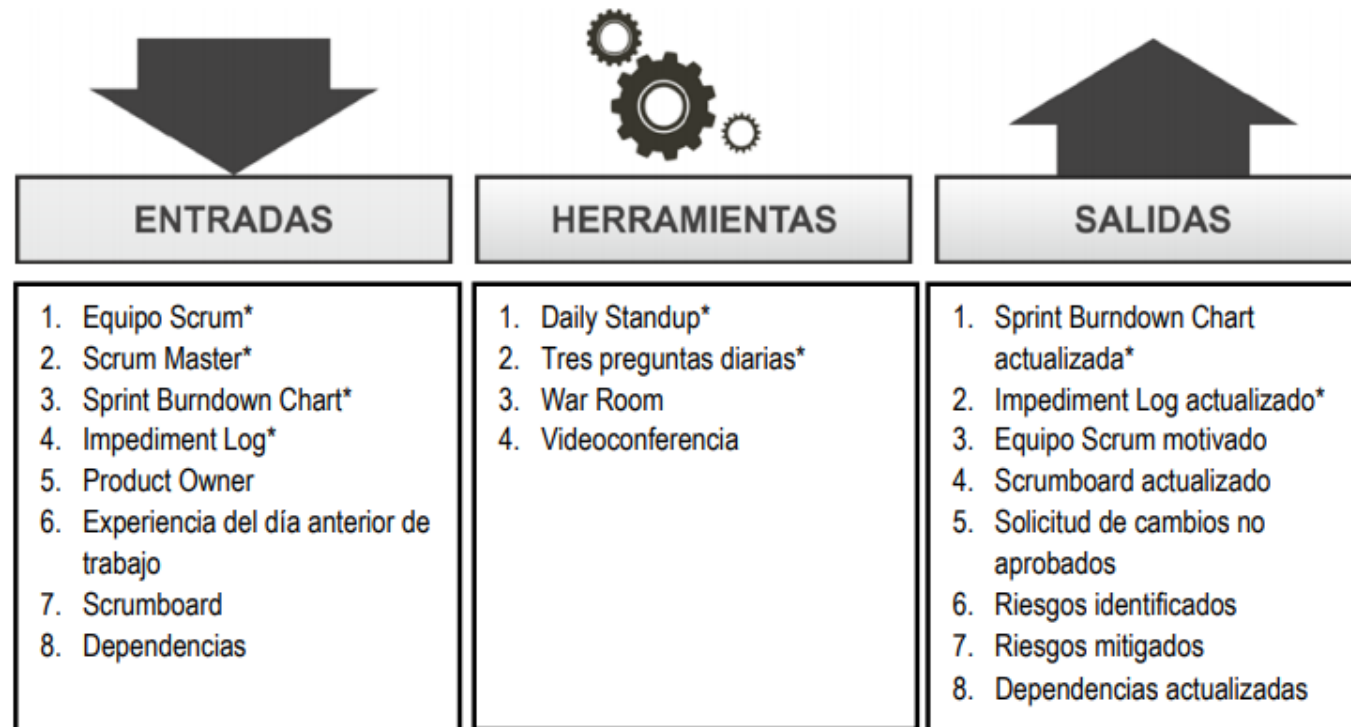 ENTRADAS
1. Equipo Scrum*
2. Scrum Master*
3. Sprint Burndown Chart*
4. Impediment Log*
5. Product Owner
6. Experiencia del día anterior de
trabajo
7. Scrumboard
8. Dependencias
HERRAMIENTAS
1. Daily Standup*
2. Tres preguntas diarias*
3. War Room
4. Videoconferencia
SALIDAS
1. Sprint Burndown Chart
actualizada*
2. Impediment Log actualizado*
3. Equipo Scrum motivado
4. Scrumboard actualizado
5. Solicitud de cambios no
aprobados
6. Riesgos identificados
7. Riesgos mitigados
8. Dependencias actualizadas